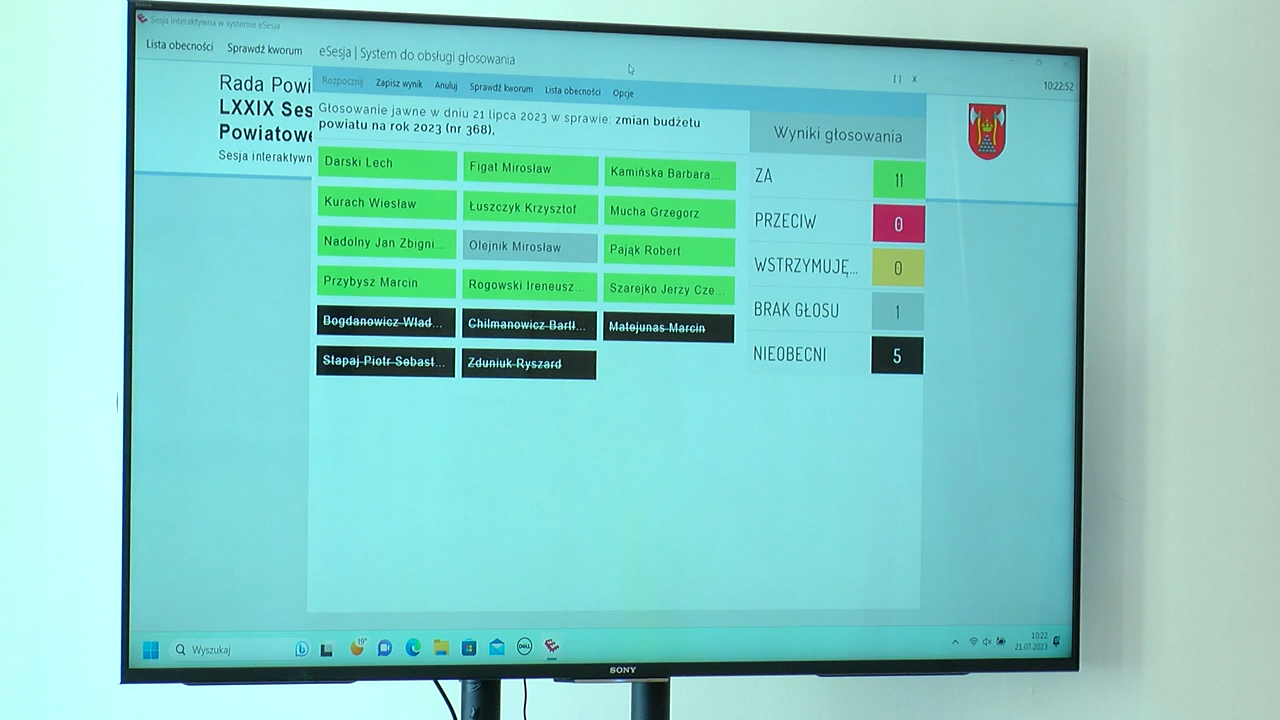 Sesja interaktywna w systemie eSesja
Lista obecności Sprawdź kworum eSesja | System do obsługi głosowania
10:22:52
Rada Powi
LXXIX Ses
Powiatowe
Sesja interaktywn
Rozpocznij Zapisz wynik Anuluj Sprawdź kworum Lista obecności Opcje
Głosowanie jawne w dniu 21 lipca 2023 w sprawie: zmian budżetu
powiatu na rok 2023 (nr 368).
Darski Lech Figat Mirosław Kamińska Barbara...
Kurach Wiesław Łuszczyk Krzysztof Mucha Grzegorz
Nadolny Jan Zbigni... Olejnik Mirosław Pająk Robert
Przybysz Marcin Rogowski Ireneusz... Szarejko Jerzy Cze...
Bogdanowicz Wład... Chilmanowicz Bartł... Matejunas Marcin
Stapaj Piotr Sebast... Zduniuk Ryszard
Wyniki głosowania
ZA 11
PRZECIW 0
WSTRZYMUJĘ... 0
BRAK GŁOSU 1
NIEOBECNI 5
Wyszukaj
19°
DELL
10:22
21.07.2023
SONY